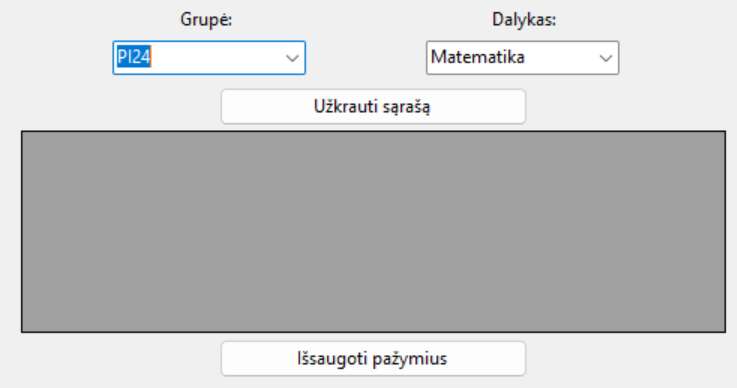 Grupė:
Dalykas:
PI24
Matematika
Užkrauti sąrašą
Išsaugoti pažymius